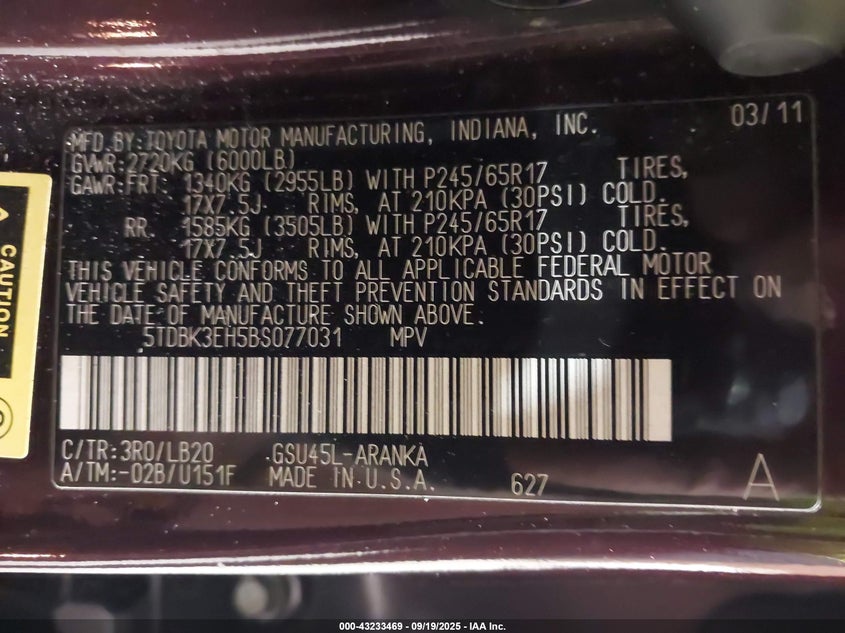 03/11
MFD.BY:TOYOTA MOTOR MANUFACTURING, INDIANA, INC.
GVWR:2720KG (6000LB)
GAWR:FRT. 1340KG (2955LB) WITH P245/65R17 TIRES,
17X7.5J- RIMS, AT 210KPA (30PSI) COLD.
RR. 1585KG (3505LB) WITH P245/65R17 TIRES,
17X7.5J RIMS, AT 210KPA (30PSI) COLD.
THIS VEHICLE CONFORMS TO ALL APPLICABLE FEDERAL MOTOR
VEHICLE SAFETY AND THEFT PREVENTION STANDARDS IN EFFECT ON
THE DATE OF MANUFACTURE SHOWN ABOVE.
5TDBK3EH5BS077031 MPV
C/TR:3R0/LB20 GSU45L-ARANKA
A/TM:-02B/U151F MADE IN U.S.A. 627 A
CAUTION
000-43233469 - 09/19/2025 - IAA Inc.